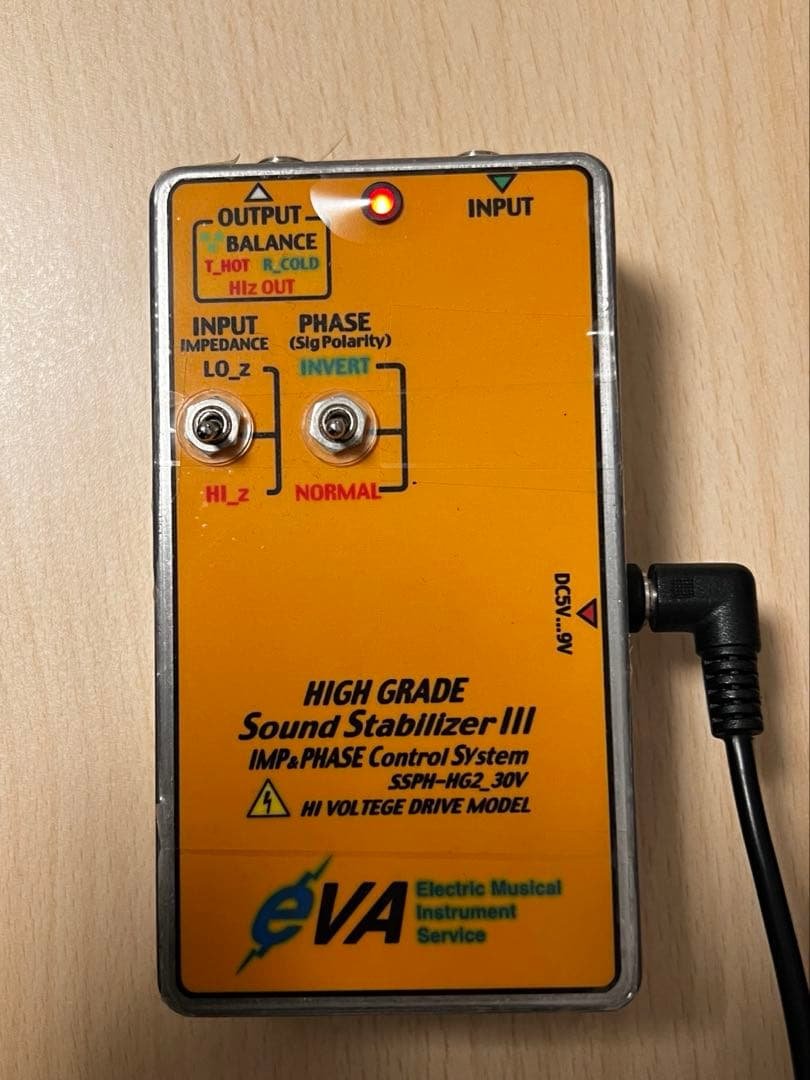 OUTPUT
INPUT
BALANCE
T_HOT R_COLD
HIz OUT
INPUT
IMPEDANCE
PHASE
(Sig Polarity)
LO_z
INVERT
HI_z
NORMAL
DC5V...9V
HIGH GRADE
Sound Stabilizer III
IMP&PHASE Control SYstem
SSPH-HG2_30V
HI VOLTEGE DRIVE MODEL
eVA
Electric Musical
Instrument
Service